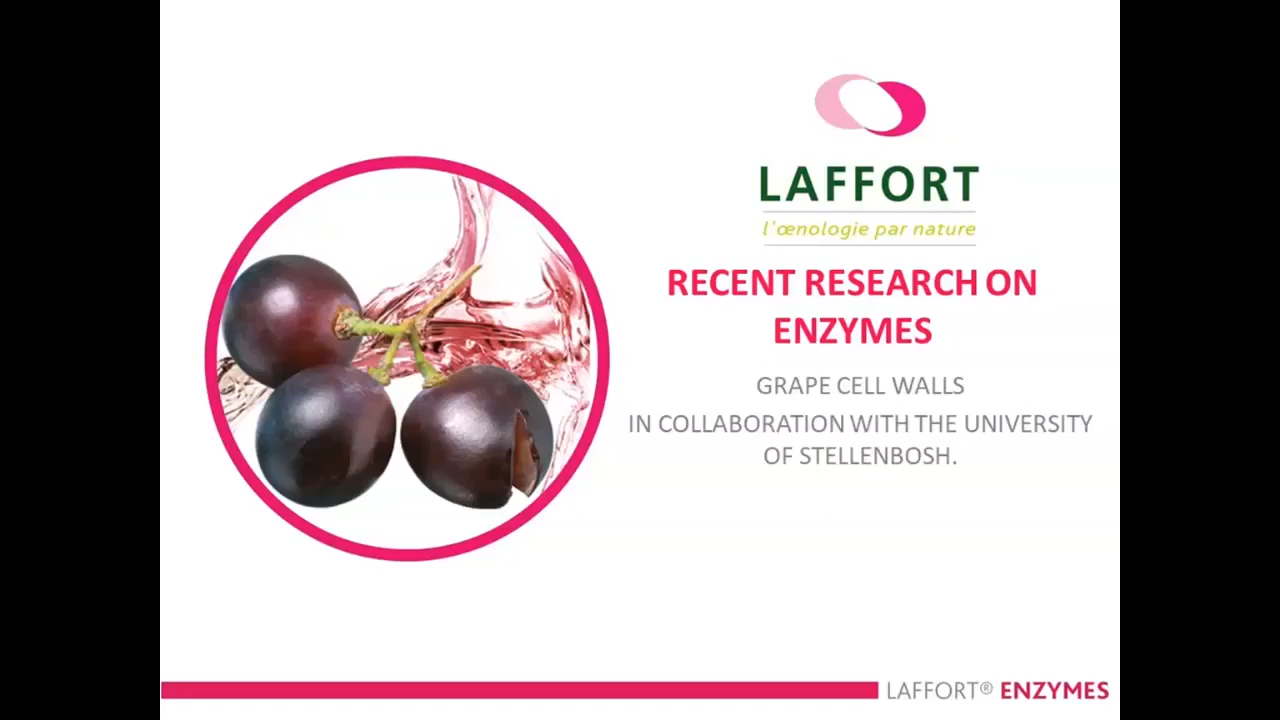 LAFFORT
l'œnologie par nature
RECENT RESEARCH ON
ENZYMES
GRAPE CELL WALLS
IN COLLABORATION WITH THE UNIVERSITY
OF STELLENBOSH.
LAFFORT® ENZYMES